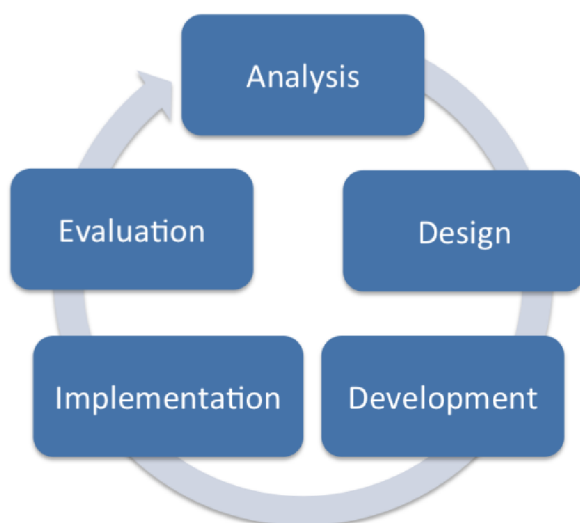 Analysis
Design
Development
Implementation
Evaluation